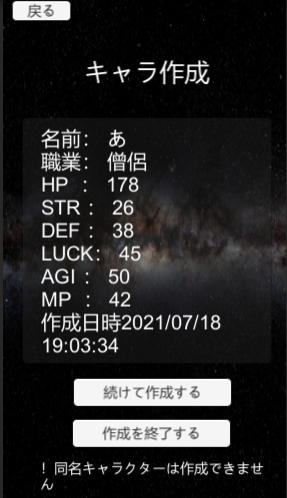 戻る
キャラ作成
名前： あ
職業： 僧侶
HP ： 178
STR ： 26
DEF ： 38
LUCK： 45
AGI ： 50
MP ： 42
作成日時2021/07/18
19:03:34
続けて作成する
作成を終了する
！同名キャラクターは作成できませ
ん